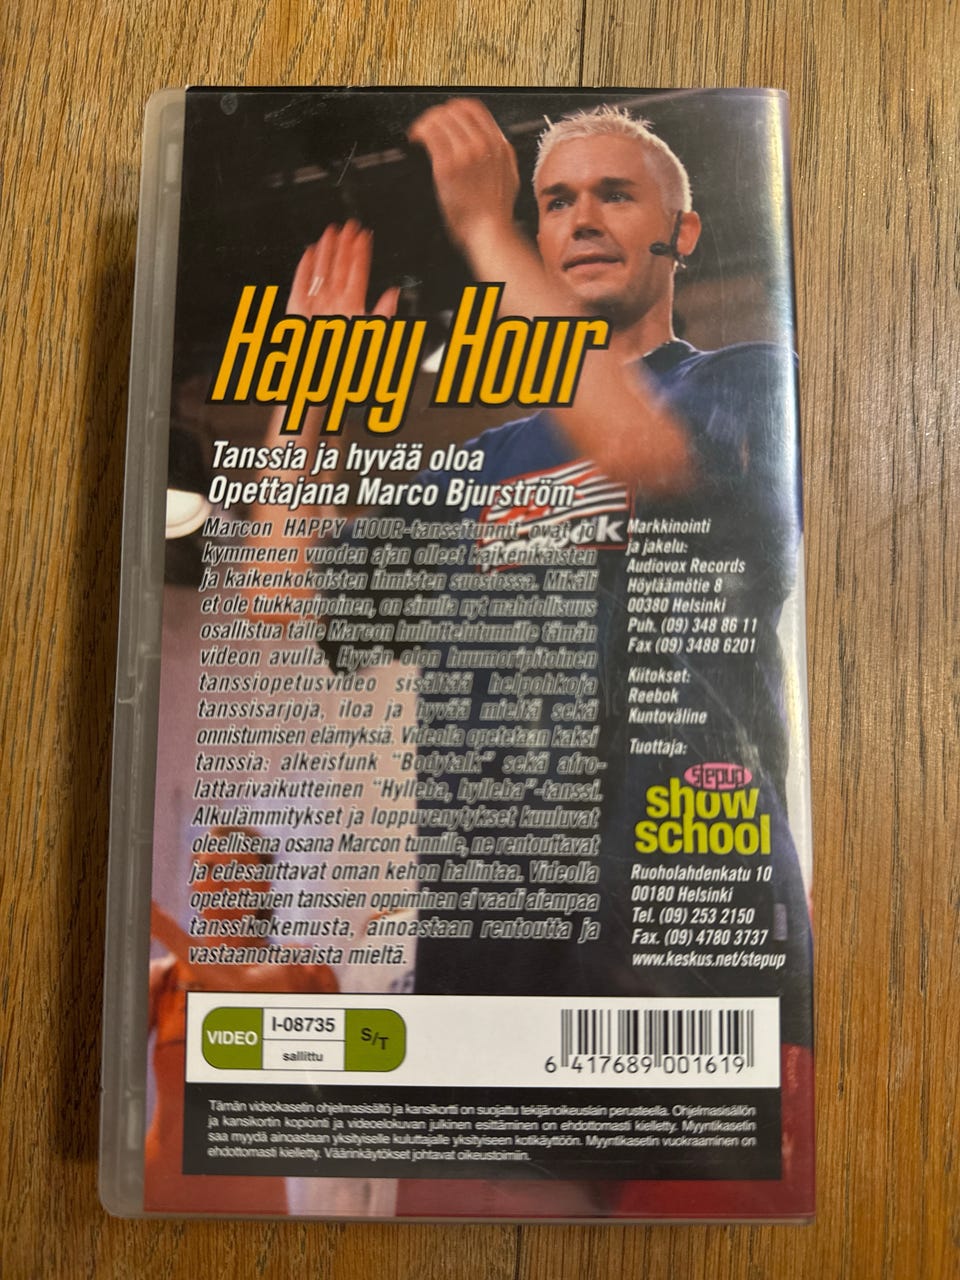 Happy Hour
Tanssia ja hyvää oloa
Opettajana Marco Bjurström
Marcon HAPPY HOUR-tanssitunnit ovat jo
kymmenen vuoden ajan olleet kaikenikäisten
ja kaikenkokoisten ihmisten suosiossa. Mikäli
et ole tiukkapipoinen, on sinulla nyt mahdollisuus
osallistua tälle Marcon hulluttelutunnille tämän
videon avulla. Hyvän olon huumoripitoinen
tanssiopetusvideo sisältää helpohkoja
tanssisarjoja, iloa ja hyvää mieltä sekä
onnistumisen elämyksiä. Videolla opetetaan kaksi
tanssia: alkeisfunk "Bodytalk" sekä afro-
lattarivaikutteinen "Hylleba, hylleba"-tanssi.
Alkulämmitykset ja loppuvenytykset kuuluvat
oleellisena osana Marcon tunnille, ne rentouttavat
ja edesauttavat oman kehon hallintaa. Videolla
opetettavien tanssien oppiminen ei vaadi aiempaa
tanssikokemusta, ainoastaan rentoutta ja
vastaanottavaista mieltä.
Markkinointi
ja jakelu:
Audiovox Records
Höyläämötie 8
00380 Helsinki
Puh. (09) 348 86 11
Fax (09) 3488 6201
Kiitokset:
Reebok
Kuntoväline
Tuottaja:
stepup
show
school
Ruoholahdenkatu 10
00180 Helsinki
Tel. (09) 253 2150
Fax. (09) 4780 3737
www.keskus.net/stepup
VIDEO
I-08735
sallittu
S/T
6 417689 001619
Tämän videokasetin ohjelmasisältö ja kansikortti on suojattu tekijänoikeuslain perusteella. Ohjelmasisällön
ja kansikortin kopiointi ja videoelokuvan julkinen esittäminen on ehdottomasti kielletty. Myyntikasetin
saa myydä ainoastaan yksityiselle kuluttajalle yksityiseen kotikäyttöön. Myyntikasetin vuokraaminen on
ehdottomasti kielletty. Väärinkäytökset johtavat oikeustoimiin.